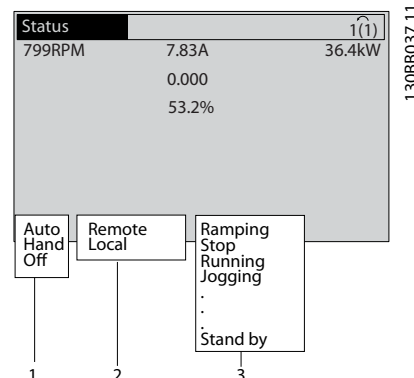 Status 1(1)
799RPM 7.83A 36.4kW
0.000
53.2%
Auto
Hand
Off
Remote
Local
Ramping
Stop
Running
Jogging
.
.
.
Stand by
1 2 3
130BB037.11